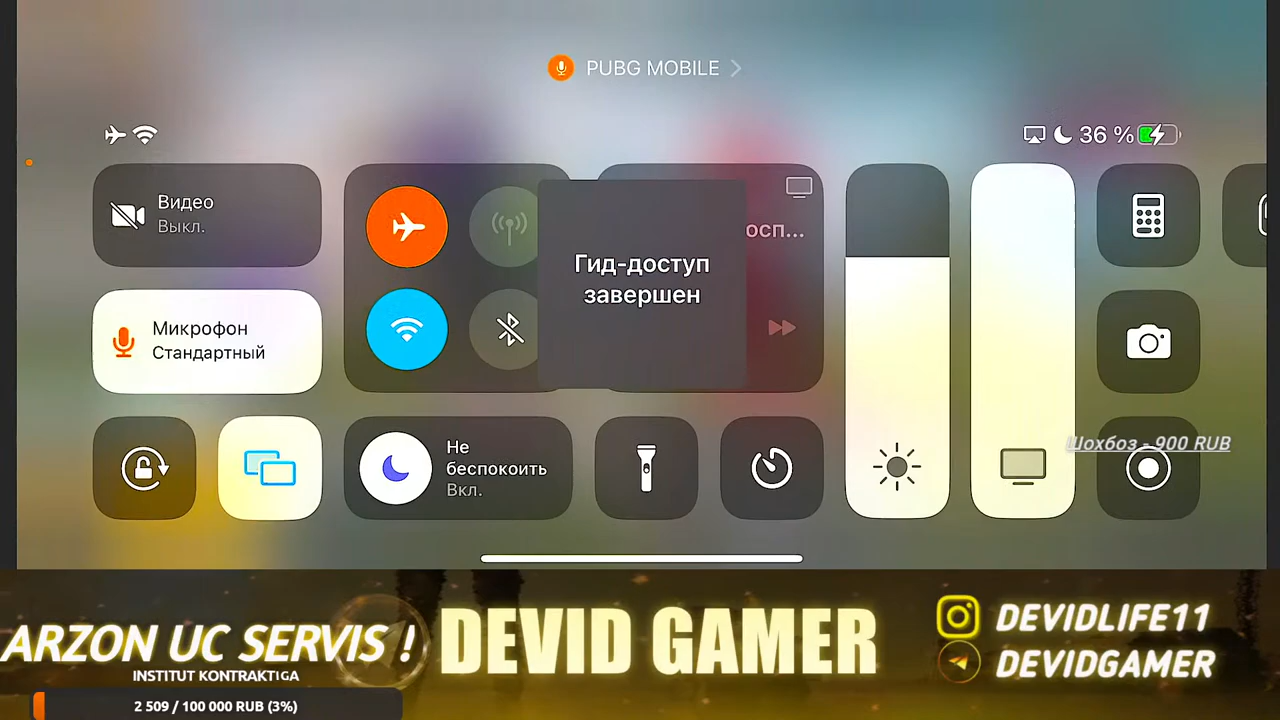 PUBG MOBILE
36 %
Видео
Выкл.
осп...
Гид-доступ
завершен
Микрофон
Стандартный
Не
беспокоить
Вкл.
Шохбоз - 900 RUB
ARZON UC SERVIS !
INSTITUT KONTRAKTIGA
2 509 / 100 000 RUB (3%)
DEVID GAMER
DEVIDLIFE11
DEVIDGAMER